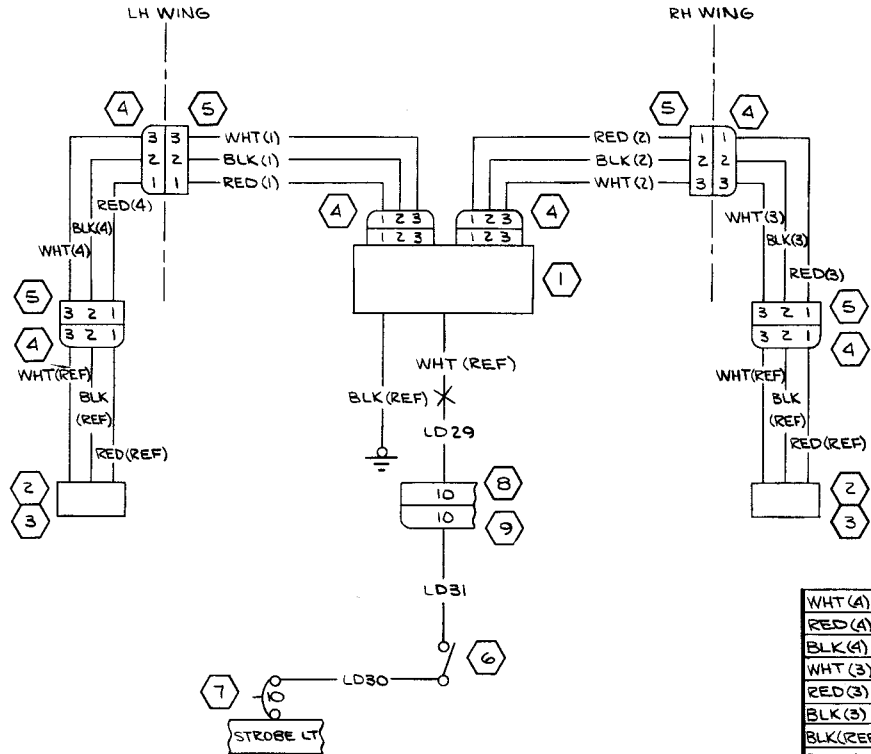 LH WING
RH WING
4
5
5
4
3 3
2 2
1 1
WHT(1)
BLK(1)
RED(1)
RED(2)
BLK(2)
WHT(2)
1 1
2 2
3 3
RED(4)
BLK(4)
WHT(4)
4
1 2 3
1 2 3
1 2 3
1 2 3
4
WHT(3)
BLK(3)
RED(3)
1
5
4
3 2 1
3 2 1
3 2 1
3 2 1
5
4
WHT(REF)
BLK
(REF)
RED(REF)
WHT (REF)
BLK(REF)
LD29
WHT(REF)
BLK
(REF)
RED(REF)
2
3
10
10
8
9
2
3
LD31
6
LD30
7
10
STROBE LT
WHT(4)
RED(4)
BLK(4)
WHT(3)
RED(3)
BLK(3)